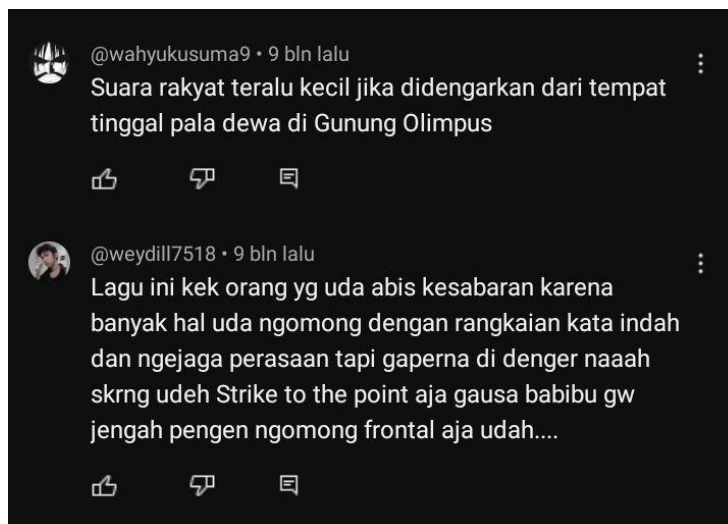 @wahyukusuma9 • 9 bln lalu
Suara rakyat teralu kecil jika didengarkan dari tempat
tinggal pala dewa di Gunung Olimpus
@weydill7518 • 9 bln lalu
Lagu ini kek orang yg uda abis kesabaran karena
banyak hal uda ngomong dengan rangkaian kata indah
dan ngejaga perasaan tapi gaperna di denger naaah
skrng udeh Strike to the point aja gausa babibu gw
jengah pengen ngomong frontal aja udah....